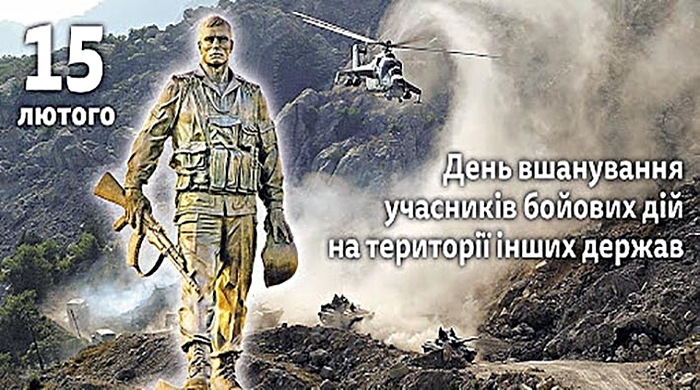 15
лютого
День вшанування
учасників бойових дій
на території інших держав